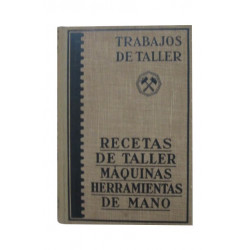 TRABAJOS
DE TALLER
RECETAS
DE TALLER
MÁQUINAS
HERRAMIENTAS
DE MANO